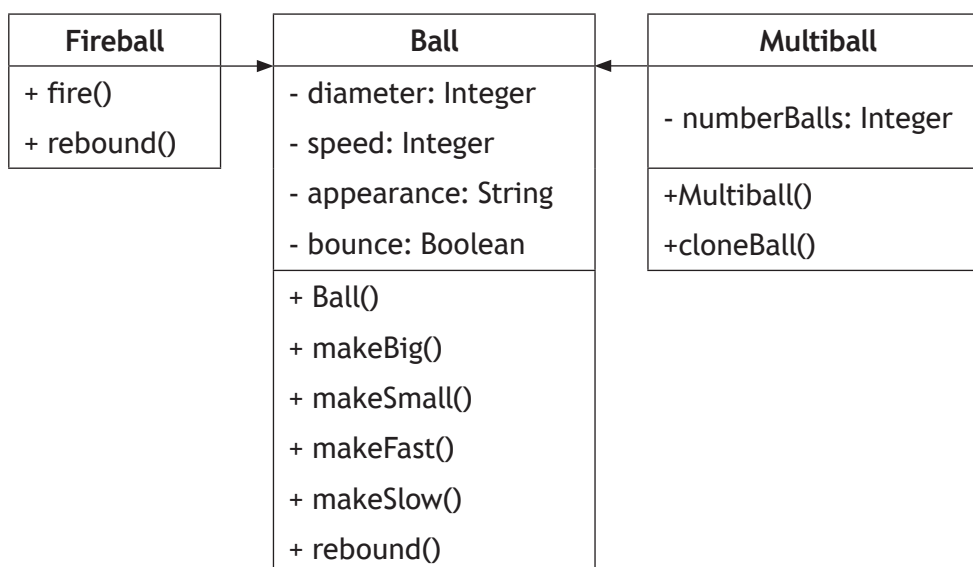 Fireball
+ fire()
+ rebound()
Ball
- diameter: Integer
- speed: Integer
- appearance: String
- bounce: Boolean
+ Ball()
+ makeBig()
+ makeSmall()
+ makeFast()
+ makeSlow()
+ rebound()
Multiball
- numberBalls: Integer
+Multiball()
+cloneBall()